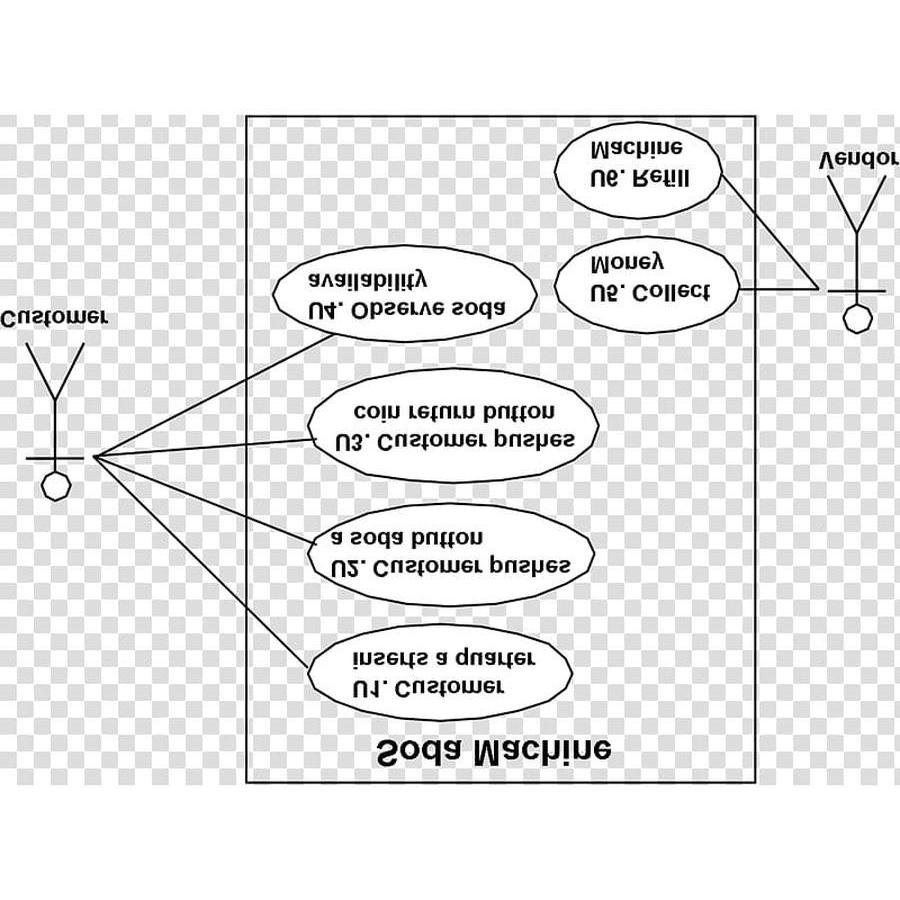 Soda Machine
U1. Customer
inserts a quarter
U2. Customer pushes
a soda button
U3. Customer pushes
coin return button
U4. Observe soda
availability
U5. Collect
Money
U6. Refill
Machine
Customer
Vendor